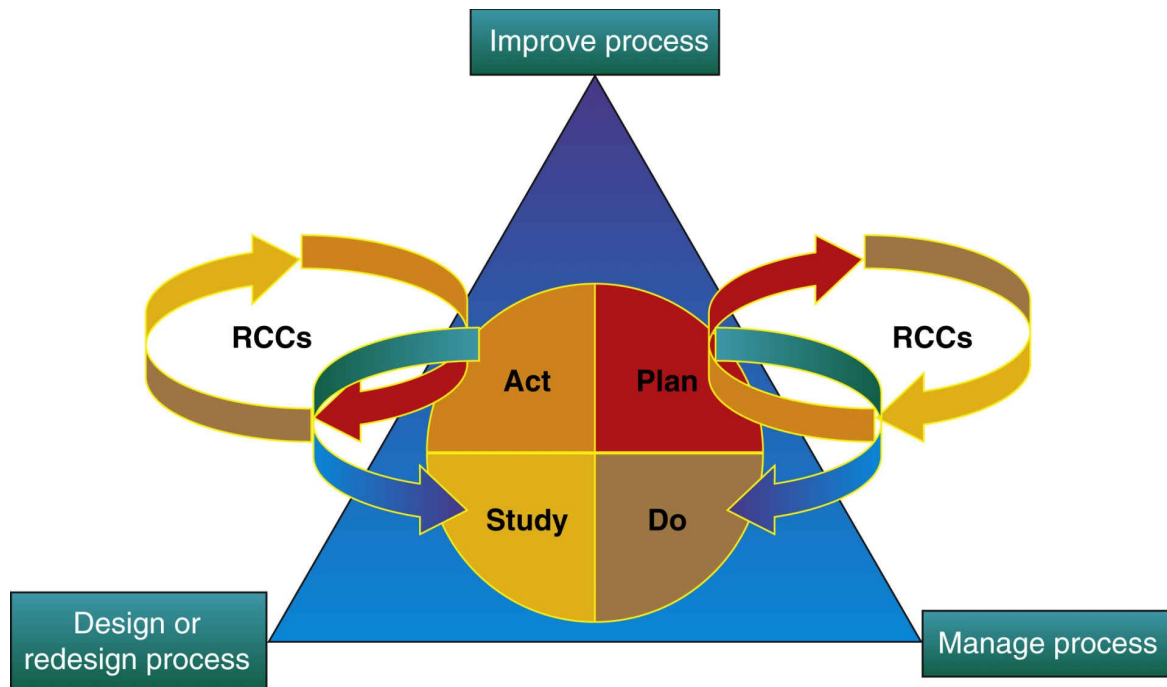 Improve process
RCCs
RCCs
Act
Plan
Study
Do
Design or
redesign process
Manage process